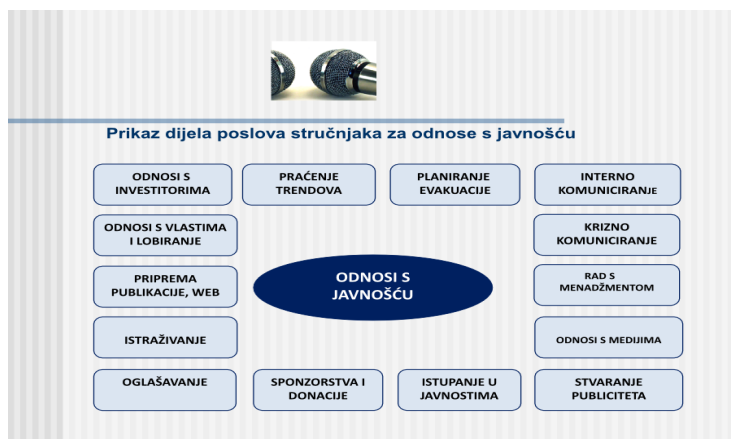 Prikaz dijela poslova stručnjaka za odnose s javnošću
ODNOSI S
INVESTITORIMA
PRAĆENJE
TRENDOVA
PLANIRANJE
EVAKUACIJE
INTERNO
KOMUNICIRANJE
ODNOSI S VLASTIMA
I LOBIRANJE
KRIZNO
KOMUNICIRANJE
PRIPREMA
PUBLIKACIJE, WEB
ODNOSI S
JAVNOŠĆU
RAD S
MENADŽMENTOM
ISTRAŽIVANJE
ODNOSI S MEDIJIMA
OGLAŠAVANJE
SPONZORSTVA I
DONACIJE
ISTUPANJE U
JAVNOSTIMA
STVARANJE
PUBLICITETA